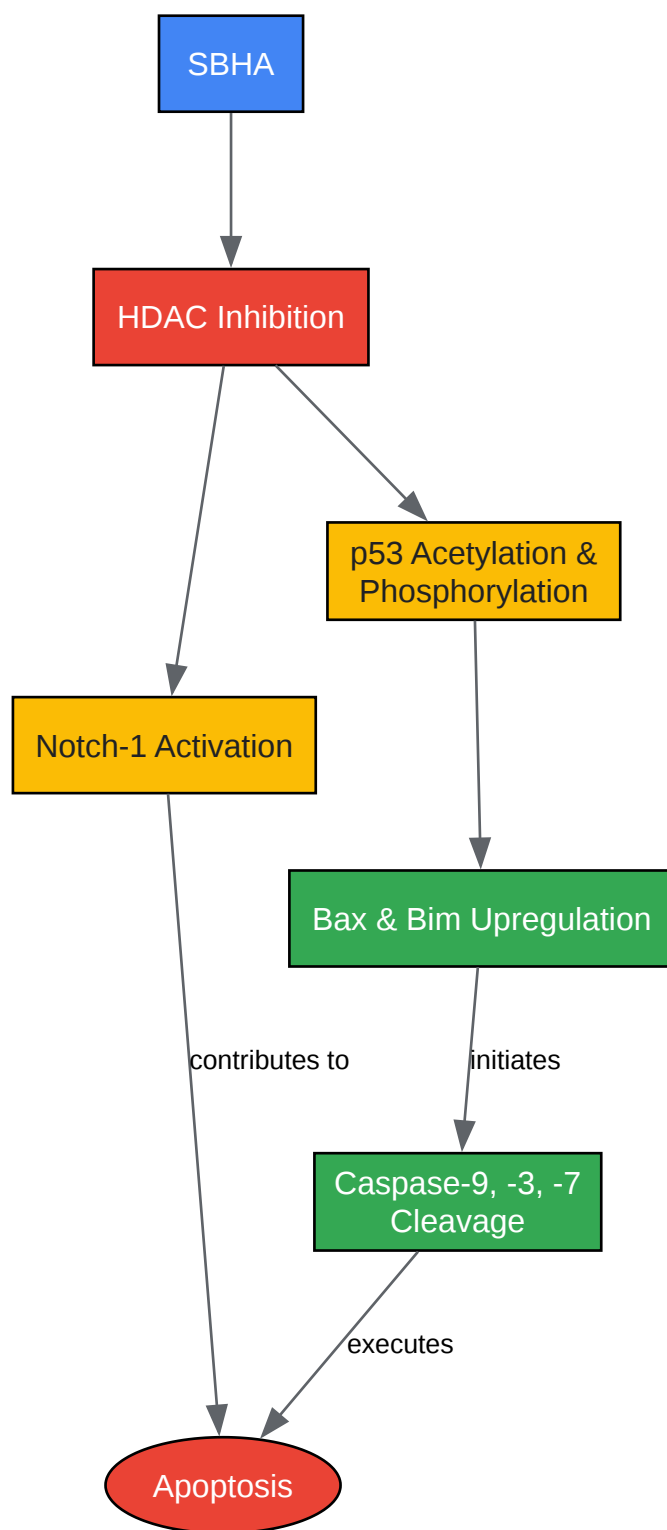 SBHA
HDAC Inhibition
p53 Acetylation &
Phosphorylation
Notch-1 Activation
Bax & Bim Upregulation
contributes to
initiates
Caspase-9, -3, -7
Cleavage
executes
Apoptosis